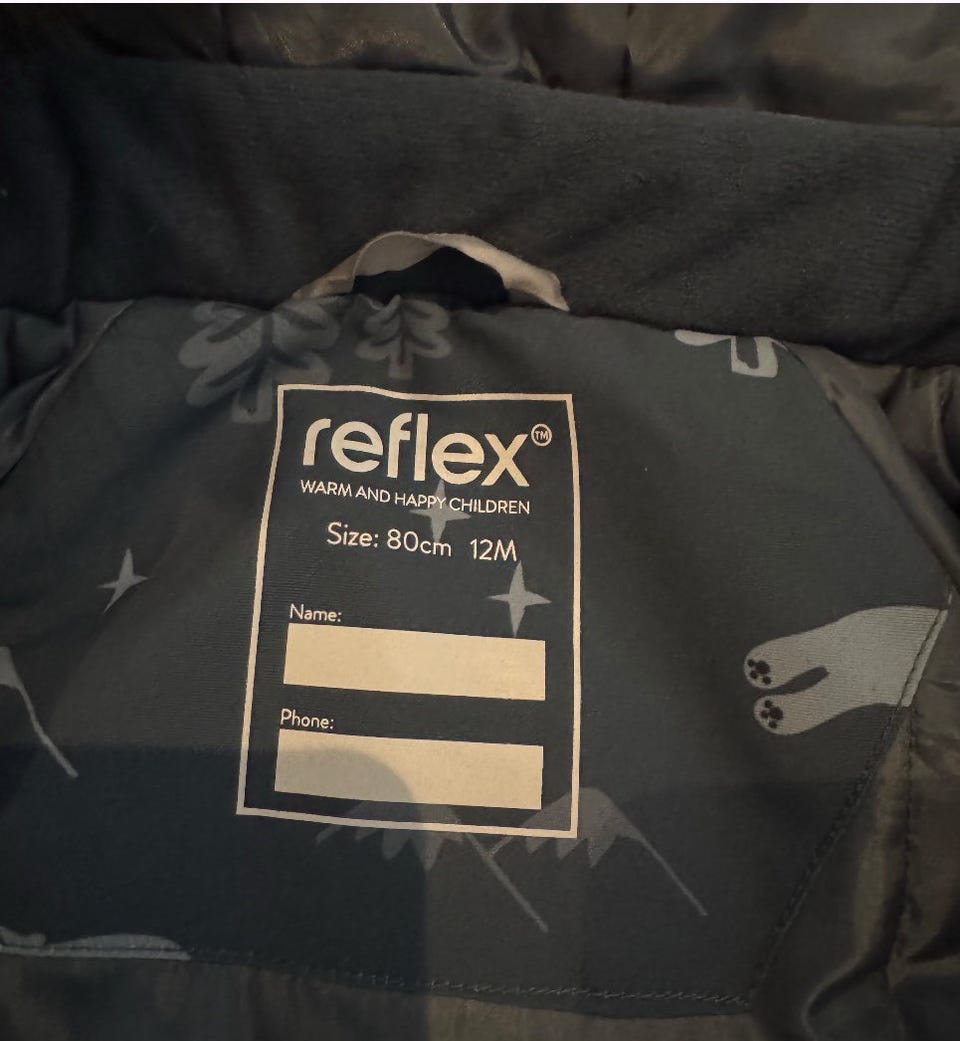 reflex™
WARM AND HAPPY CHILDREN
Size: 80cm 12M
Name:
Phone: